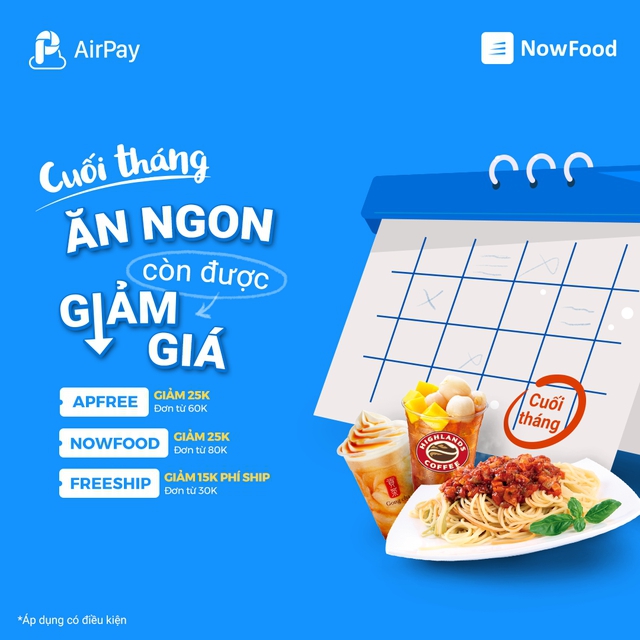 AirPay
NowFood
Cuối tháng
ĂN NGON
còn được
GIẢM
GIÁ
APFREE
GIẢM 25K
Đơn từ 60K
NOWFOOD
GIẢM 25K
Đơn từ 80K
FREESHIP
GIẢM 15K PHÍ SHIP
Đơn từ 30K
Cuối
tháng
HIGHLANDS
COFFEE
*Áp dụng có điều kiện